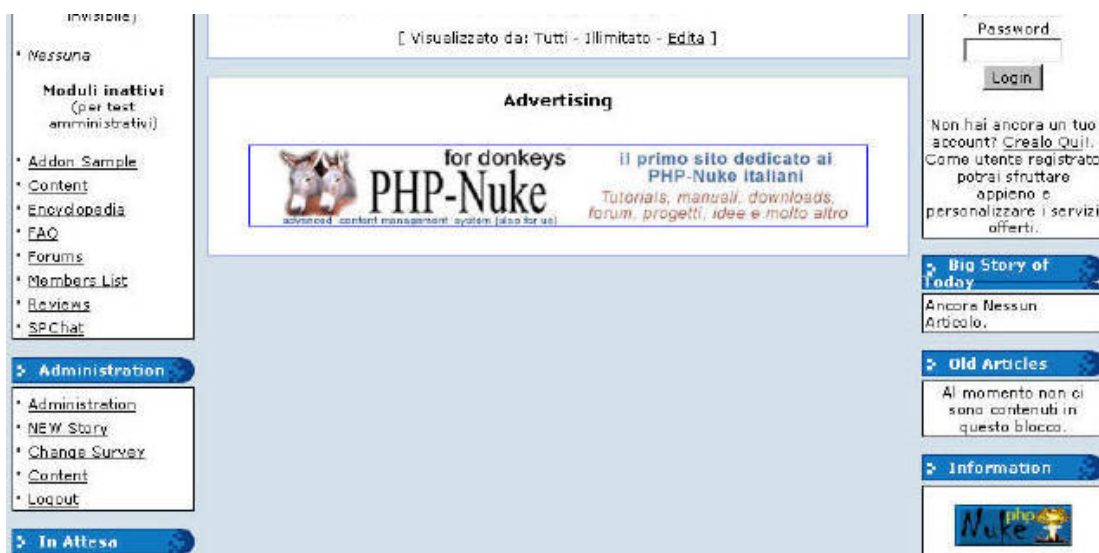 invisibile)
Nessuna
Moduli inattivi
(per test
amministrativi)
Addon Sample
Content
Encyclopedia
FAQ
Forums
Members List
Reviews
SPChat
Administration
Administration
NEW Story
Change Survey
Content
Logout
In Attesa
[ Visualizzato da: Tutti - Illimitato - Edita ]
Advertising
for donkeys
PHP-Nuke
advanced content management system (also for us)
il primo sito dedicato ai
PHP-Nuke italiani
Tutorials, manuali, downloads,
forum, progetti, idee e molto altro
Password
Login
Non hai ancora un tuo
account? Crealo Qui!.
Come utente registrato
potrai sfruttare
appieno e
personalizzare i servizi
offerti.
Big Story of
Today
Ancora Nessun
Articolo.
Old Articles
Al momento non ci
sono contenuti in
questo blocco.
Information
php
Nuke